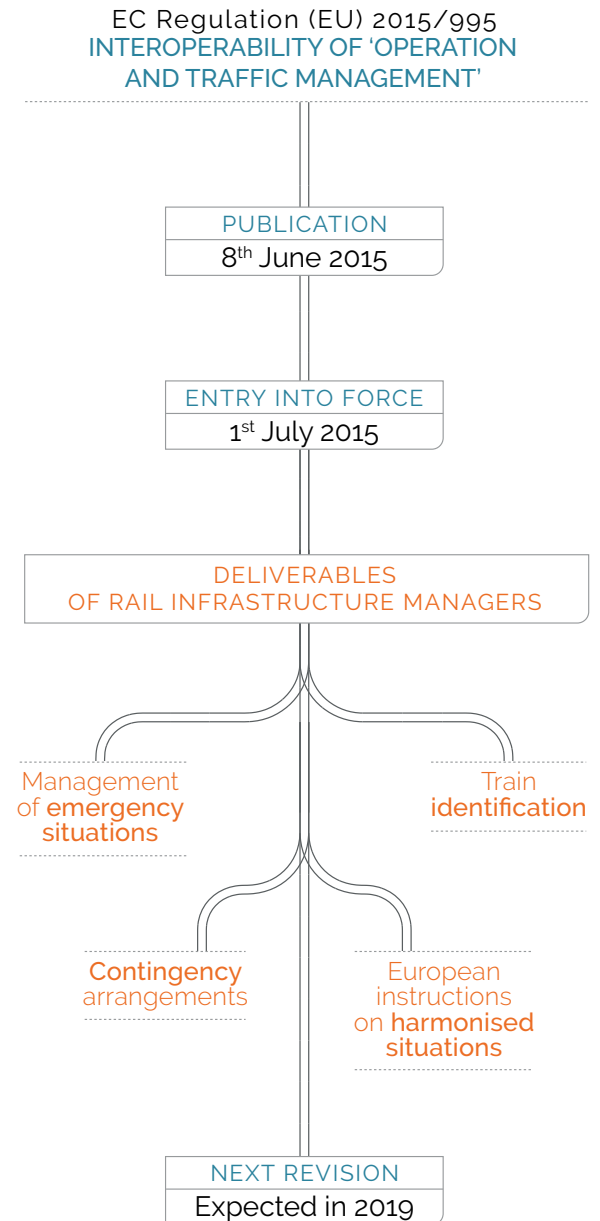 EC Regulation (EU) 2015/995
INTEROPERABILITY OF ‘OPERATION
AND TRAFFIC MANAGEMENT’
PUBLICATION
8th June 2015
ENTRY INTO FORCE
1st July 2015
DELIVERABLES
OF RAIL INFRASTRUCTURE MANAGERS
Management
of emergency
situations
Train
identification
Contingency
arrangements
European
instructions
on harmonised
situations
NEXT REVISION
Expected in 2019